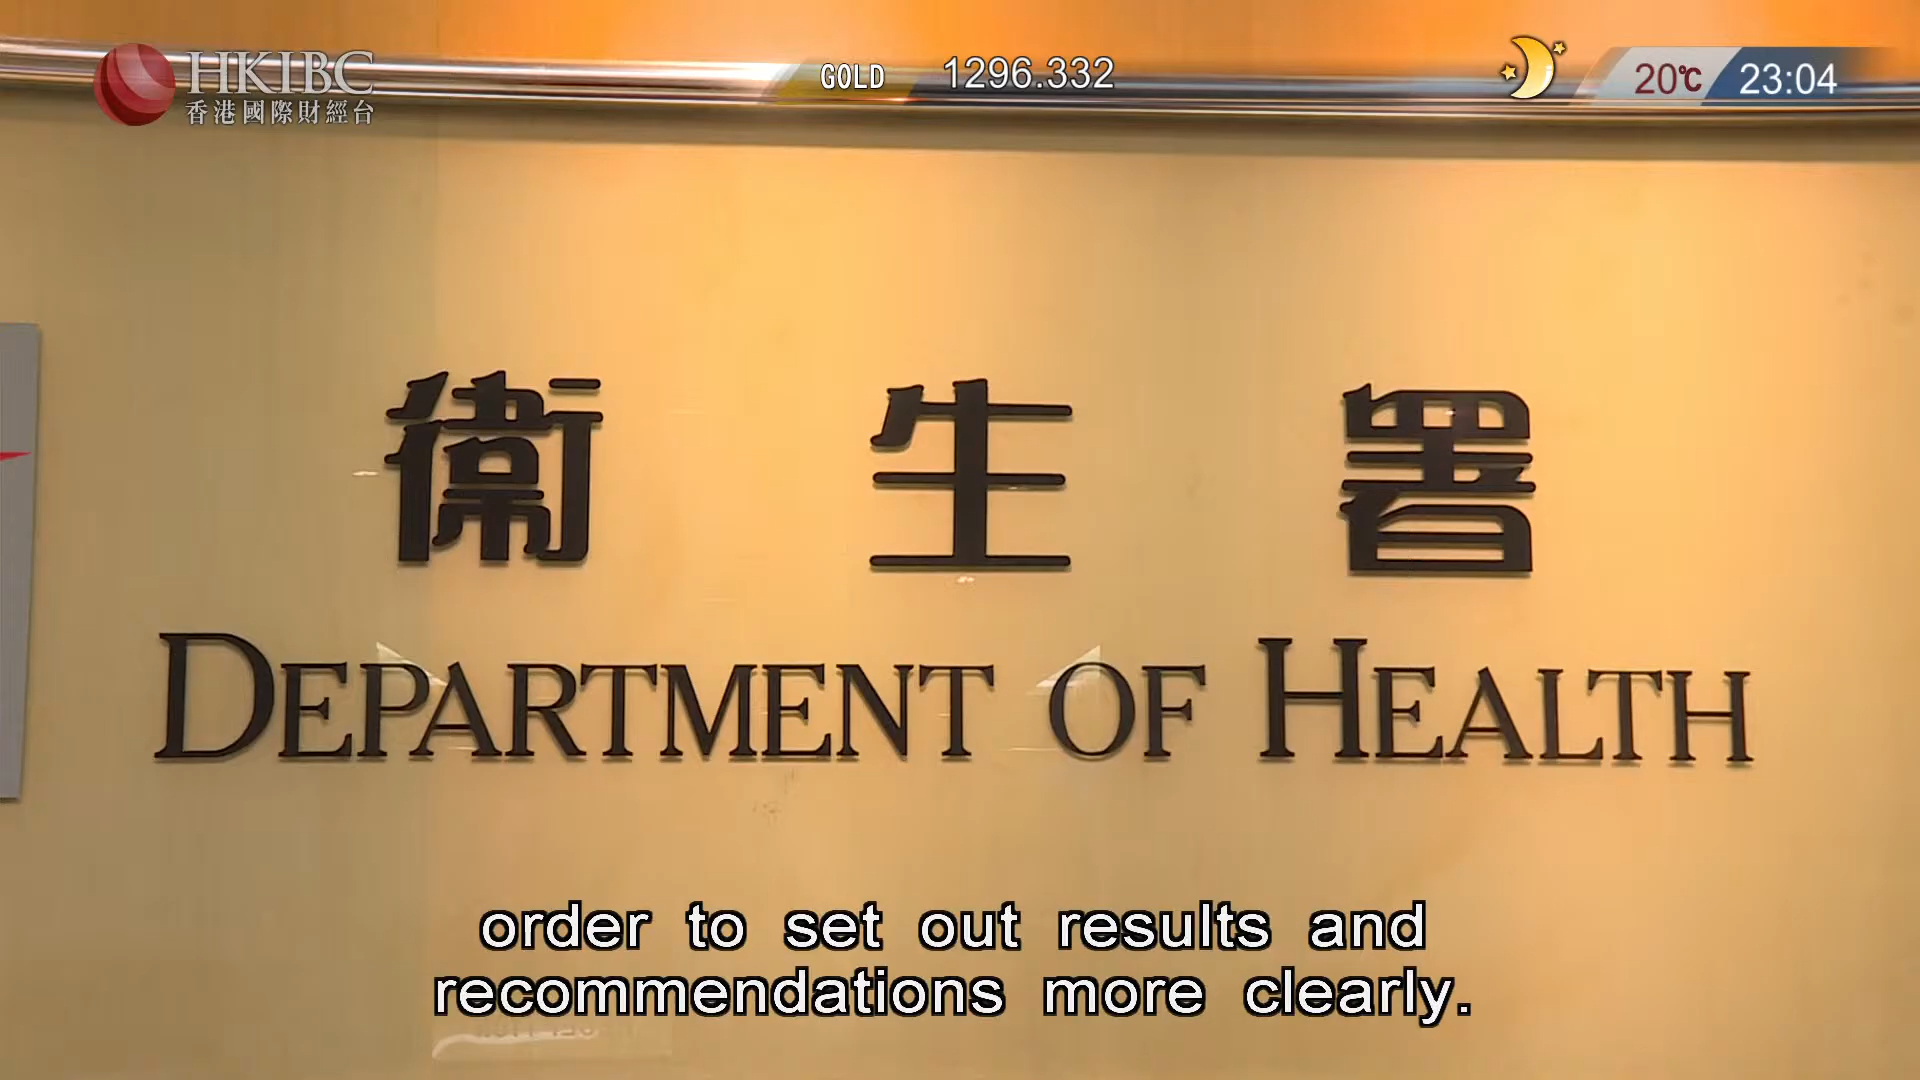 HKIBC
香港國際財經台
GOLD 1296.332
20℃ 23:04
衞生署
DEPARTMENT OF HEALTH
order to set out results and
recommendations more clearly.